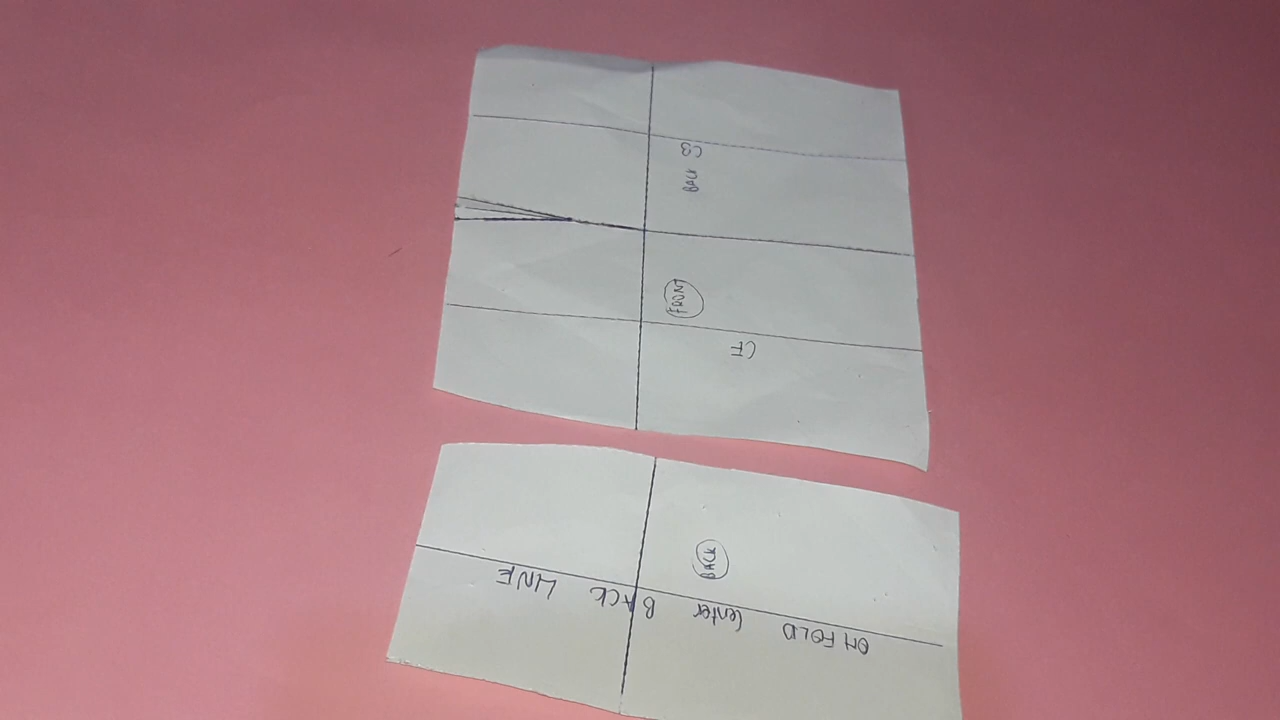 CB
BACK
FRONT
CF
BACK
ON FOLD Center BACK LINE